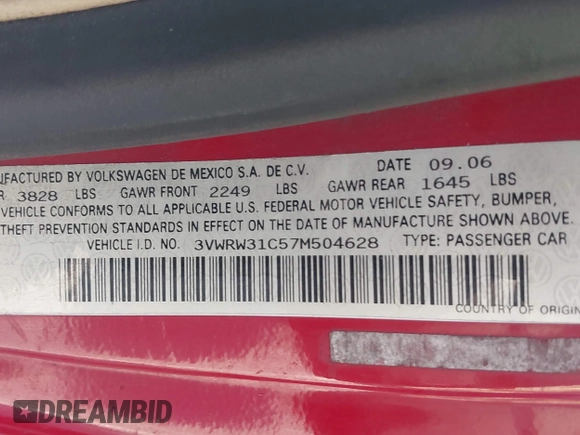 NUFACTURED BY VOLKSWAGEN DE MEXICO S.A. DE C.V. DATE 09.06
R 3828 LBS GAWR FRONT 2249 LBS GAWR REAR 1645 LBS
VEHICLE CONFORMS TO ALL APPLICABLE U.S. FEDERAL MOTOR VEHICLE SAFETY, BUMPER,
THEFT PREVENTION STANDARDS IN EFFECT ON THE DATE OF MANUFACTURE SHOWN ABOVE.
VEHICLE I.D. NO. 3VWRW31C57M504628 TYPE: PASSENGER CAR
COUNTRY OF ORIGIN
DREAMBID